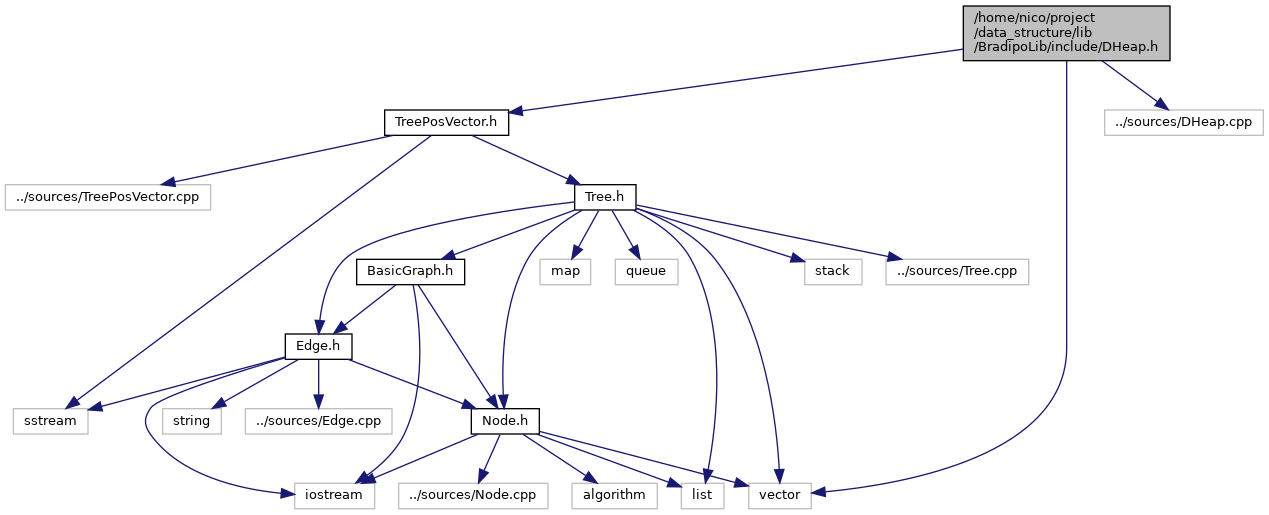 /home/nico/project
/data_structure/lib
/BradipoLib/include/DHeap.h
TreePosVector.h
../sources/DHeap.cpp
../sources/TreePosVector.cpp
Tree.h
BasicGraph.h
map
queue
stack
../sources/Tree.cpp
Edge.h
sstream
string
../sources/Edge.cpp
Node.h
iostream
../sources/Node.cpp
algorithm
list
vector